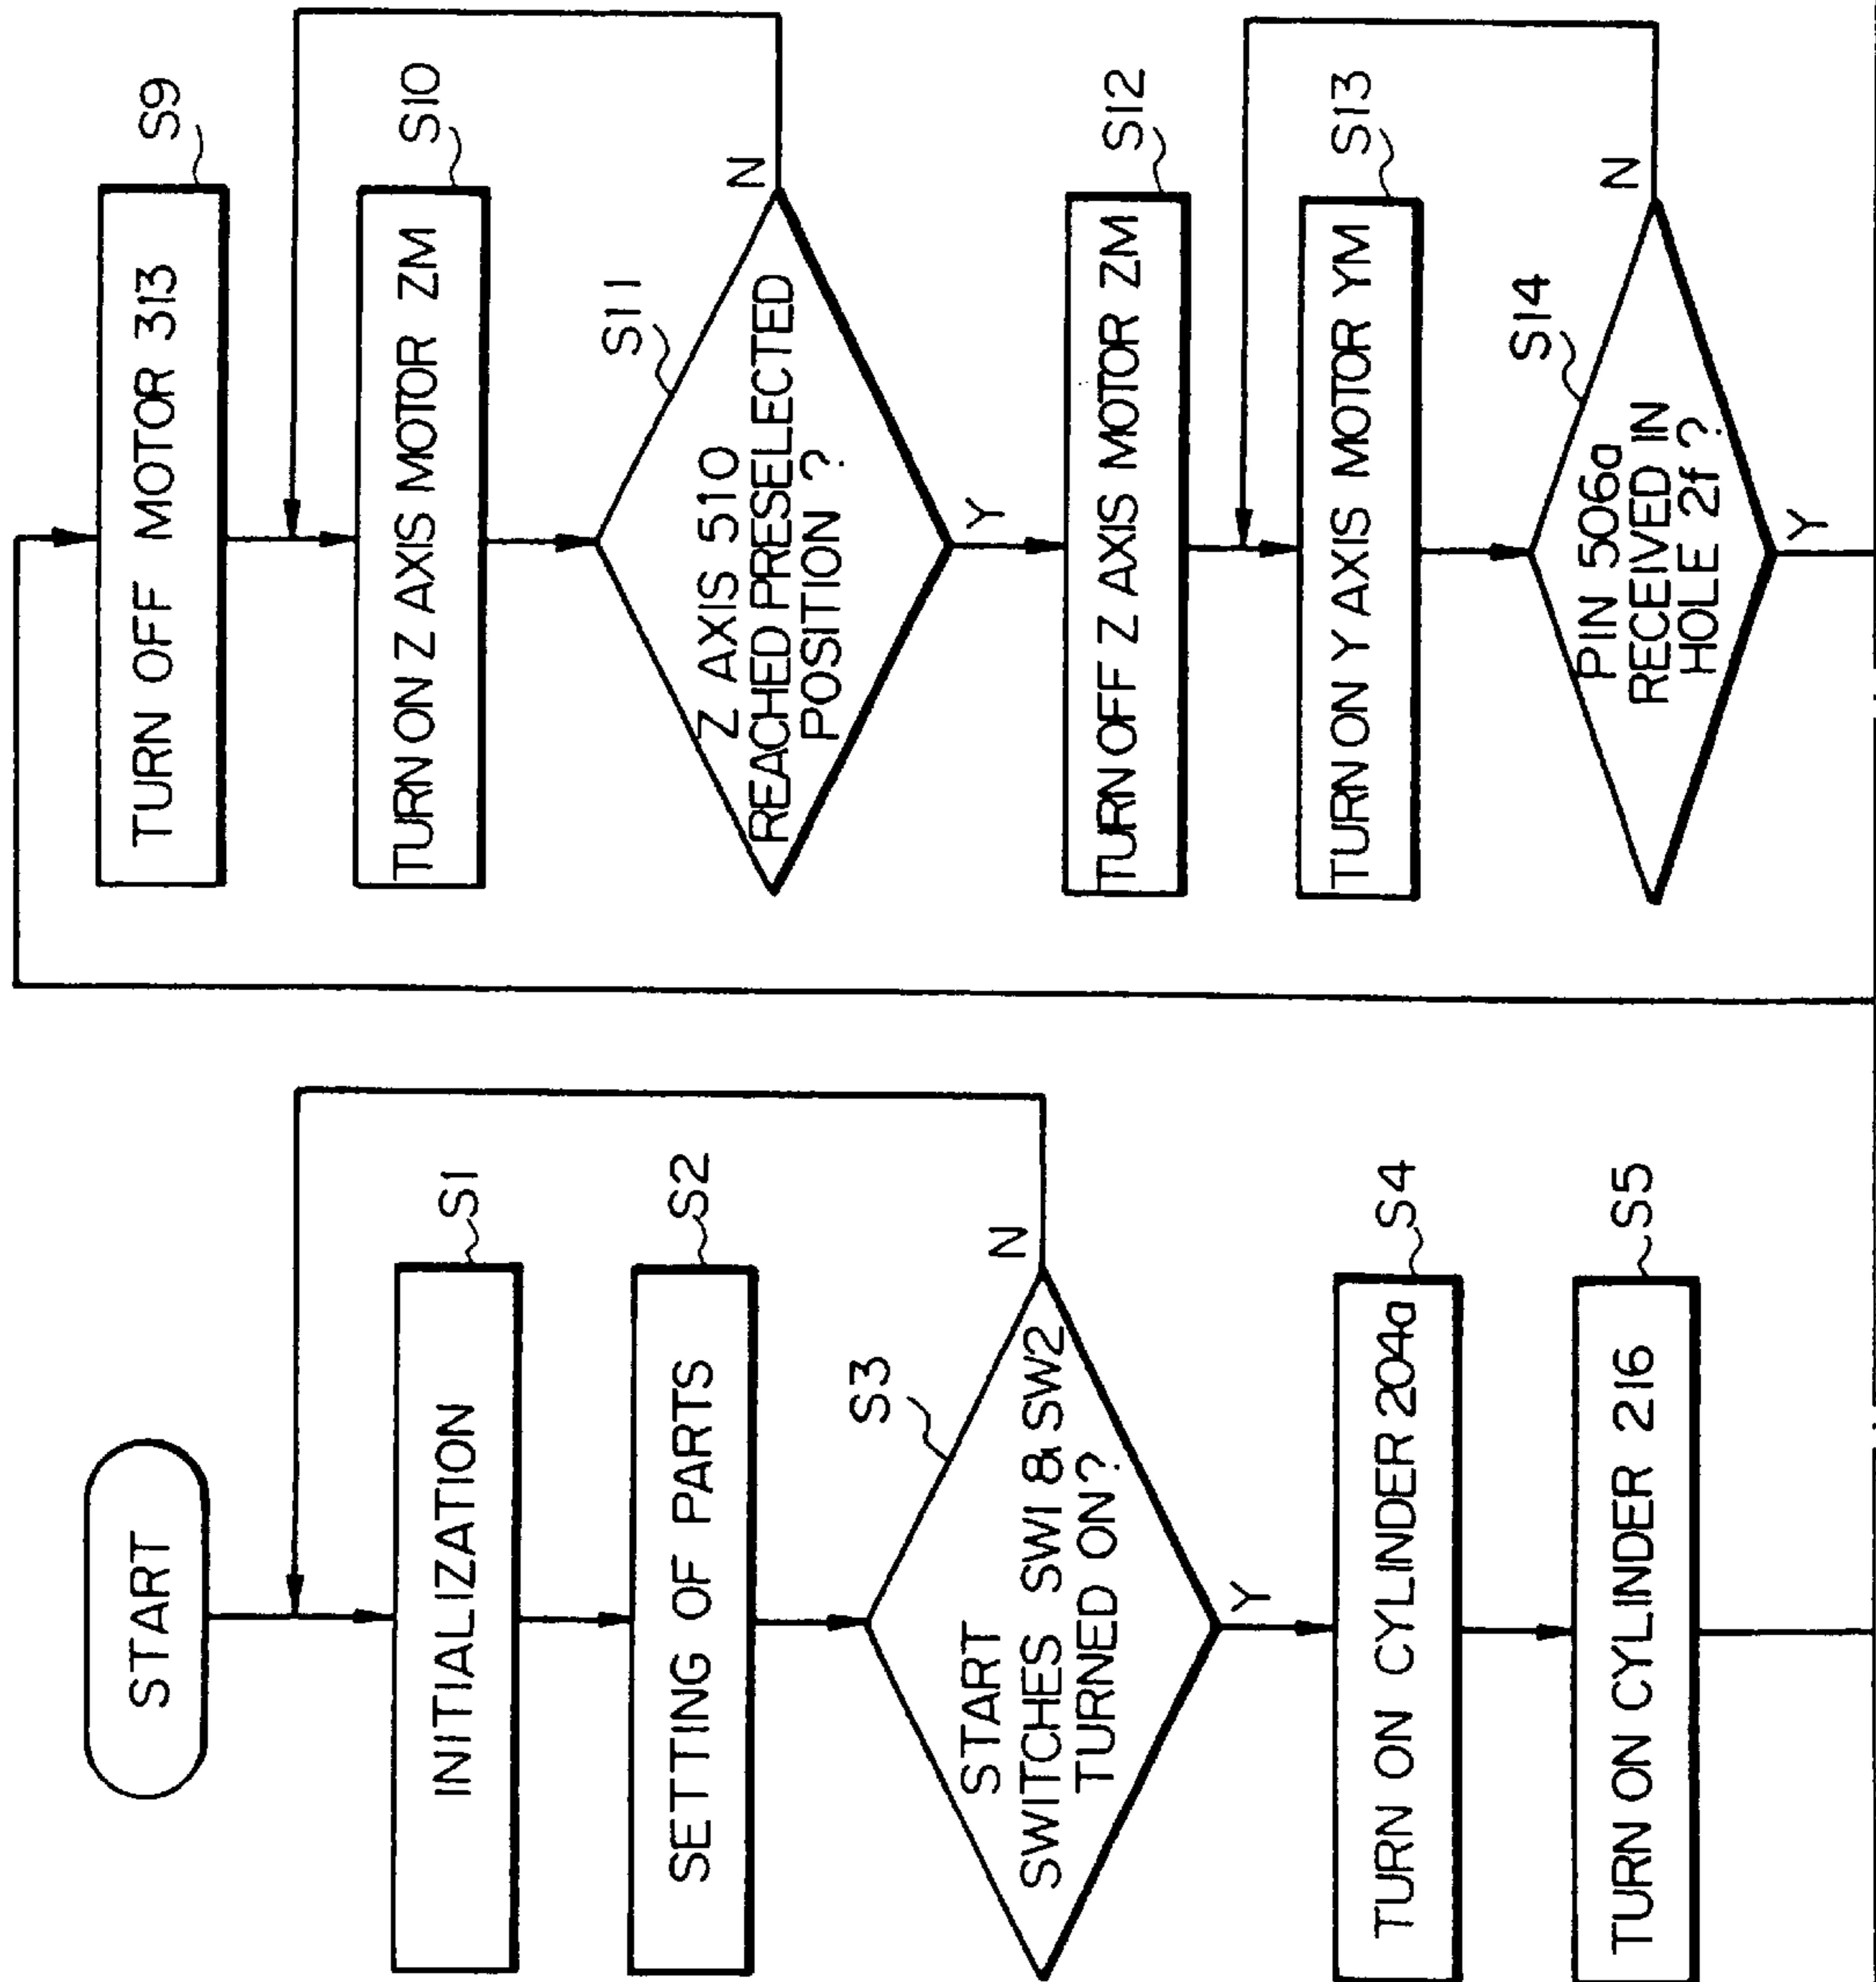 START
INITIALIZATION
S1
SETTING OF PARTS
S2
S3
START
SWITCHES SW1 & SW2
TURNED ON?
N
Y
TURN ON CYLINDER 204a
S4
TURN ON CYLINDER 216
S5
TURN OFF MOTOR 313
S9
TURN ON Z AXIS MOTOR ZM
S10
S11
Z AXIS 510
REACHED PRESELECTED
POSITION ?
N
Y
TURN OFF Z AXIS MOTOR ZM
S12
TURN ON Y AXIS MOTOR YM
S13
S14
PIN 506a
RECEIVED IN
HOLE 2f ?
N
Y